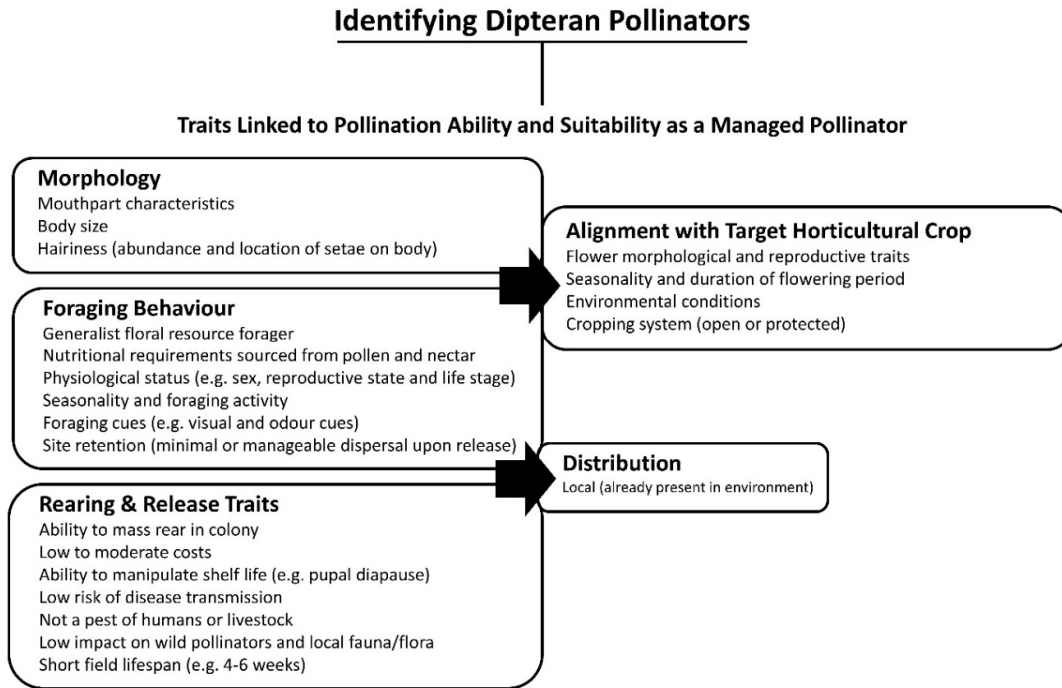 Identifying Dipteran Pollinators
Traits Linked to Pollination Ability and Suitability as a Managed Pollinator
Morphology
Mouthpart characteristics
Body size
Hairiness (abundance and location of setae on body)
Foraging Behaviour
Generalist floral resource forager
Nutritional requirements sourced from pollen and nectar
Physiological status (e.g. sex, reproductive state and life stage)
Seasonality and foraging activity
Foraging cues (e.g. visual and odour cues)
Site retention (minimal or manageable dispersal upon release)
Rearing & Release Traits
Ability to mass rear in colony
Low to moderate costs
Ability to manipulate shelf life (e.g. pupal diapause)
Low risk of disease transmission
Not a pest of humans or livestock
Low impact on wild pollinators and local fauna/flora
Short field lifespan (e.g. 4-6 weeks)
Alignment with Target Horticultural Crop
Flower morphological and reproductive traits
Seasonality and duration of flowering period
Environmental conditions
Cropping system (open or protected)
Distribution
Local (already present in environment)